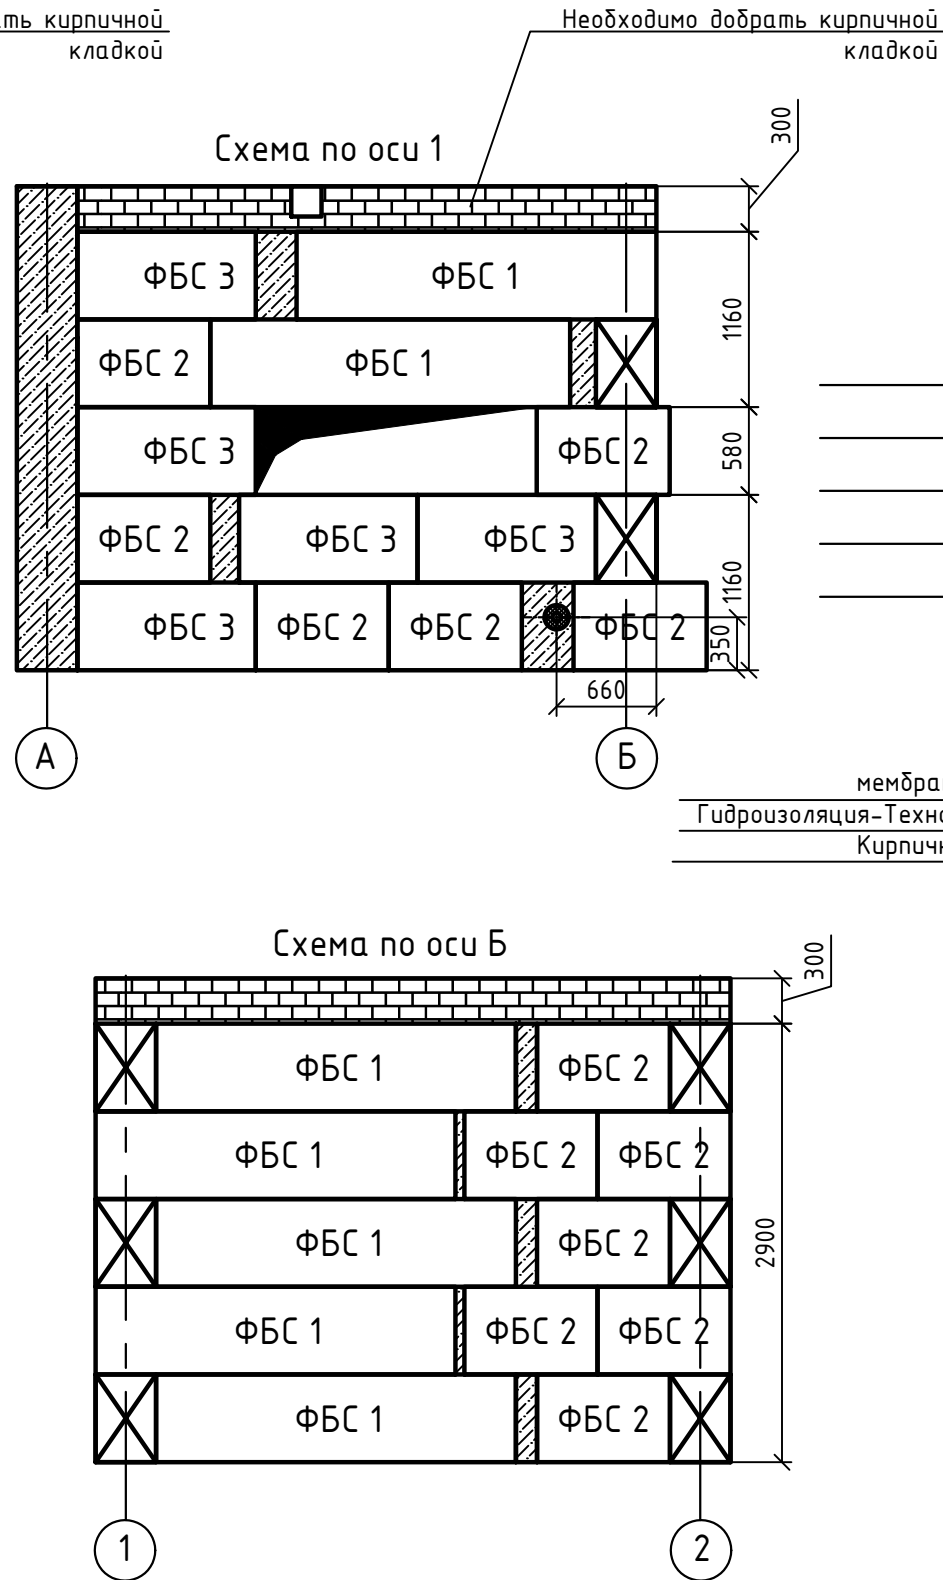 ть кирпичной
кладкой
Необходимо добрать кирпичной
кладкой
Схема по оси 1
300
ФБС 3 ФБС 1
1160
ФБС 2 ФБС 1
ФБС 3 ФБС 2
580
ФБС 2 ФБС 3 ФБС 3
1160
ФБС 3 ФБС 2 ФБС 2 ФБС 2
350
660
А Б
мембра
Гидроизоляция-Техно
Кирпич
Схема по оси Б
300
ФБС 1 ФБС 2
ФБС 1 ФБС 2 ФБС 2
ФБС 1 ФБС 2
2900
ФБС 1 ФБС 2 ФБС 2
ФБС 1 ФБС 2
1 2